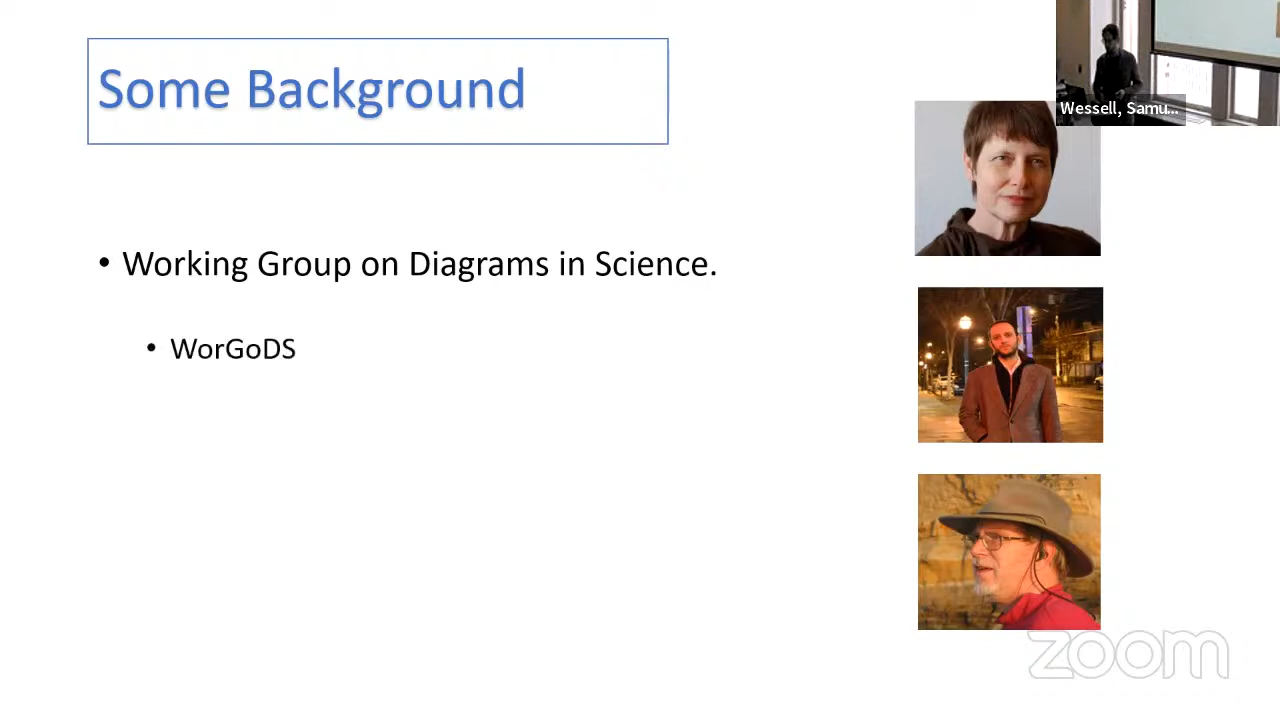 Some Background
Wessell, Samu...
• Working Group on Diagrams in Science.
• WorGoDS
zoom